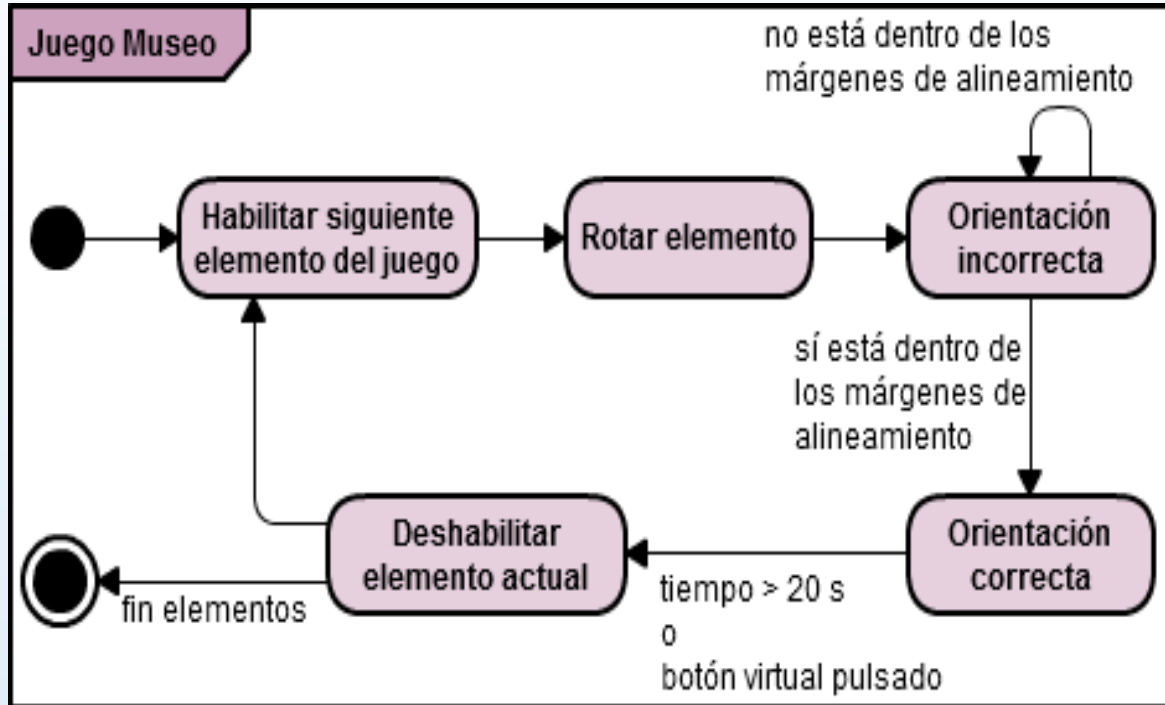 Juego Museo
no está dentro de los
márgenes de alineamiento
Habilitar siguiente
elemento del juego
Rotar elemento
Orientación
incorrecta
sí está dentro de
los márgenes de
alineamiento
Deshabilitar
elemento actual
Orientación
correcta
fin elementos
tiempo > 20 s
o
botón virtual pulsado